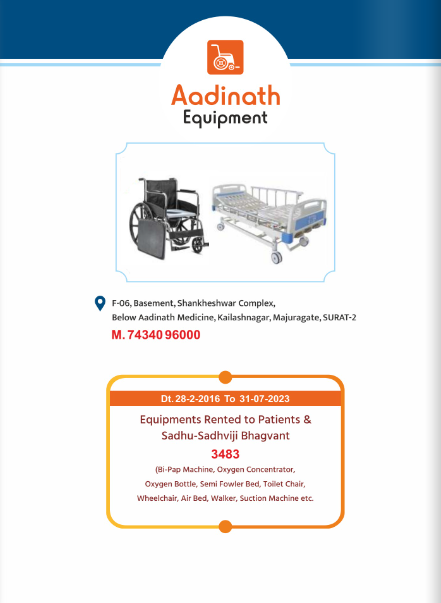 Aadinath
Equipment
F-06, Basement, Shankheshwar Complex,
Below Aadinath Medicine, Kailashnagar, Majuragate, SURAT-2
M. 74340 96000
Dt. 28-2-2016 To 31-07-2023
Equipments Rented to Patients &
Sadhu-Sadhviji Bhagvant
3483
(Bi-Pap Machine, Oxygen Concentrator,
Oxygen Bottle, Semi Fowler Bed, Toilet Chair,
Wheelchair, Air Bed, Walker, Suction Machine etc.